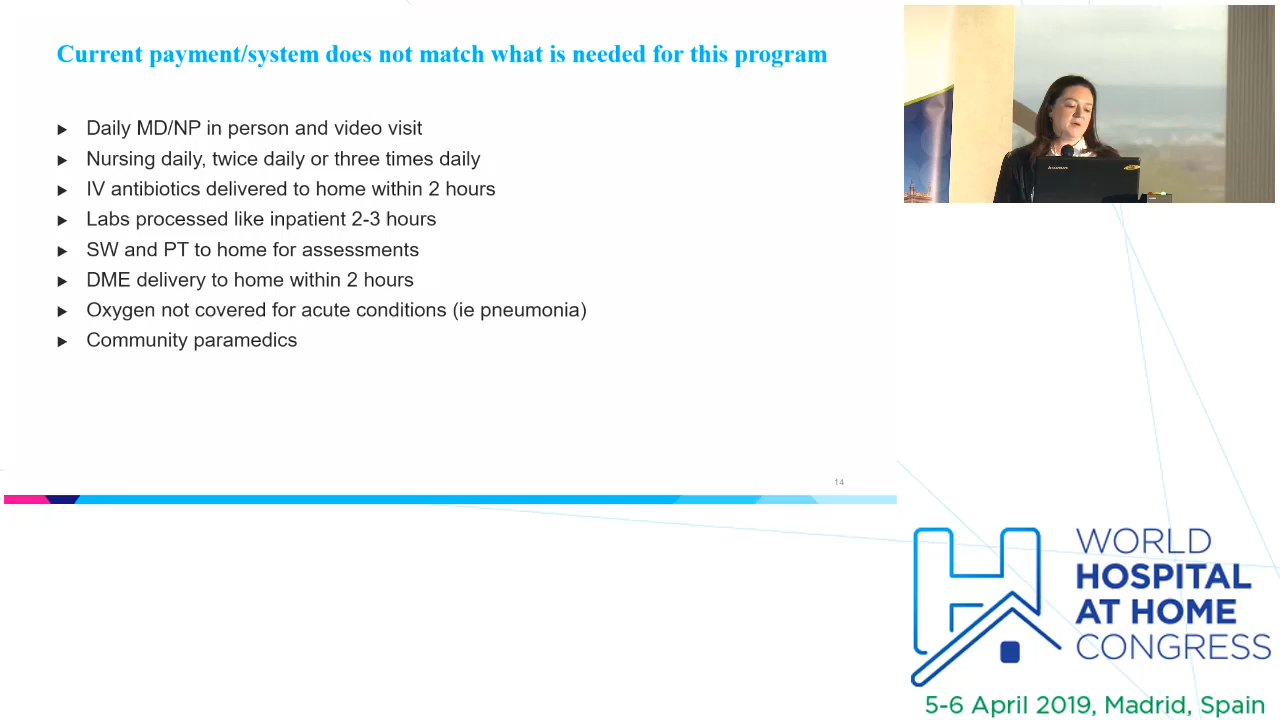 Current payment/system does not match what is needed for this program
Daily MD/NP in person and video visit
Nursing daily, twice daily or three times daily
IV antibiotics delivered to home within 2 hours
Labs processed like inpatient 2-3 hours
SW and PT to home for assessments
DME delivery to home within 2 hours
Oxygen not covered for acute conditions (ie pneumonia)
Community paramedics
14
WORLD
HOSPITAL
AT HOME
CONGRESS
5-6 April 2019, Madrid, Spain